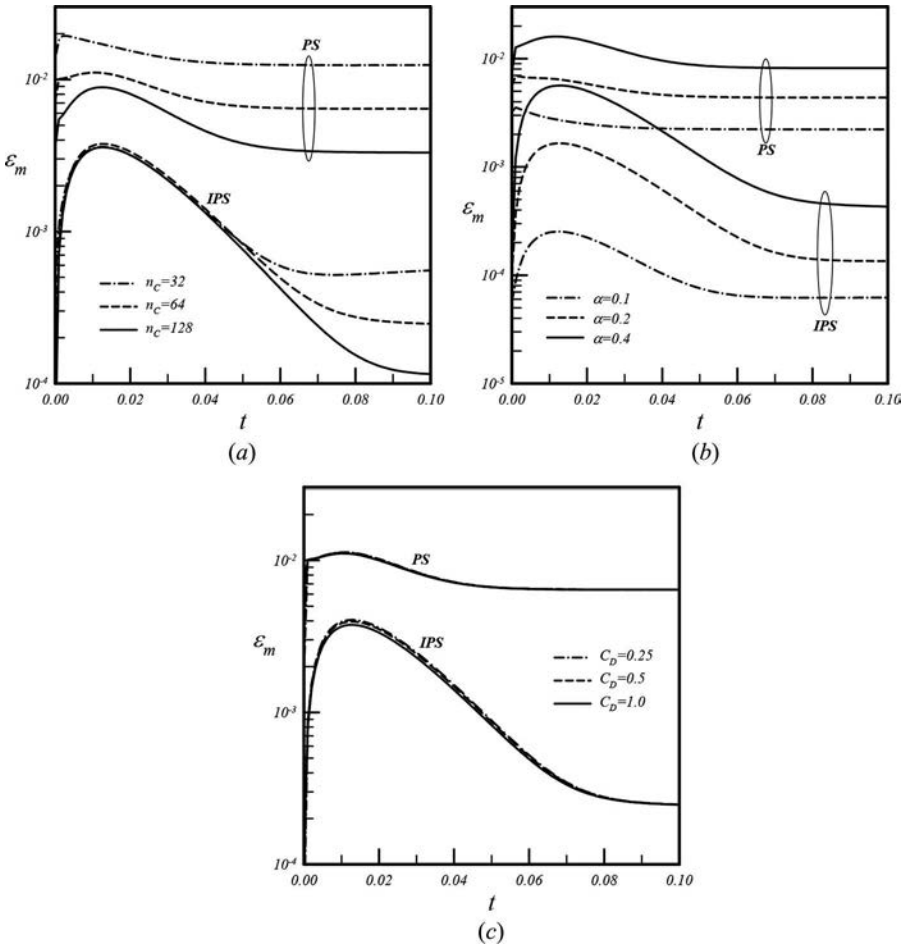 PS
10⁻²
ε_m
IPS
10⁻³
n_C=32
n_C=64
n_C=128
10⁻⁴
0.00 0.02 0.04 0.06 0.08 0.10
t
(a)
10⁻²
PS
10⁻³
ε_m
10⁻⁴
α=0.1
α=0.2
α=0.4
IPS
10⁻⁵
0.00 0.02 0.04 0.06 0.08 0.10
t
(b)
10⁻²
PS
ε_m
IPS
C_D=0.25
C_D=0.5
C_D=1.0
10⁻³
10⁻⁴
0.00 0.02 0.04 0.06 0.08 0.10
t
(c)